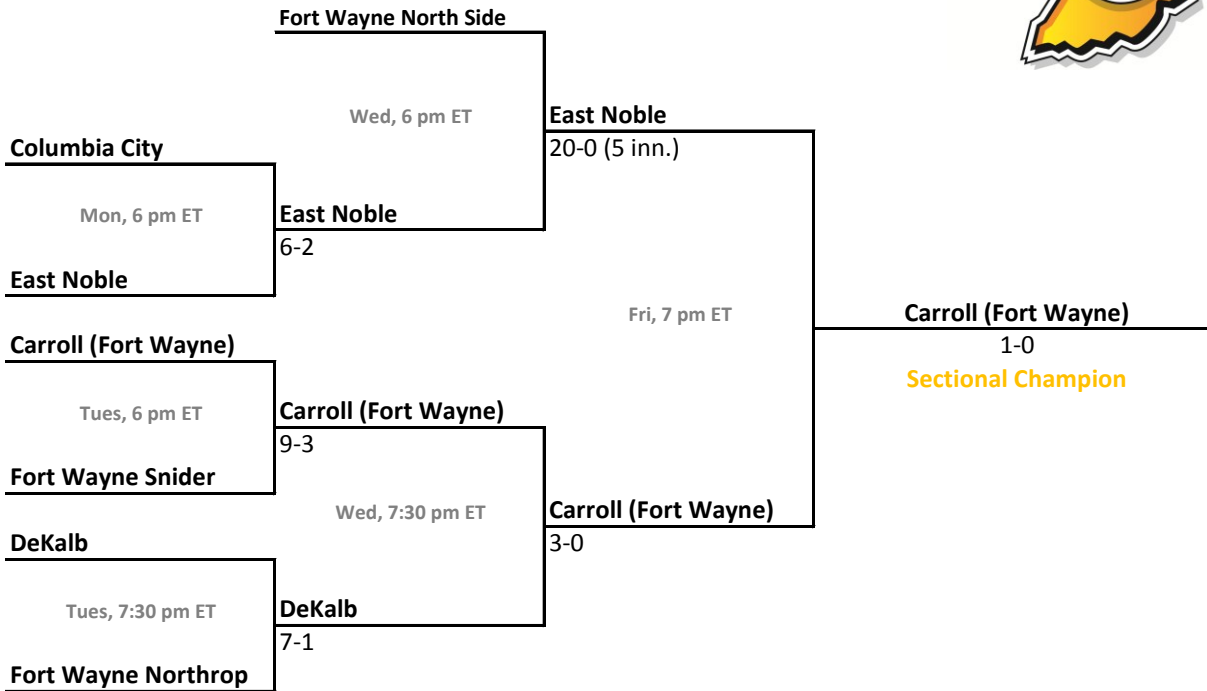 Fort Wayne North Side
Wed, 6 pm ET
East Noble
20-0 (5 inn.)
Columbia City
Mon, 6 pm ET
East Noble
6-2
East Noble
Fri, 7 pm ET
Carroll (Fort Wayne)
1-0
Sectional Champion
Carroll (Fort Wayne)
Tues, 6 pm ET
Carroll (Fort Wayne)
9-3
Fort Wayne Snider
Wed, 7:30 pm ET
Carroll (Fort Wayne)
3-0
DeKalb
Tues, 7:30 pm ET
DeKalb
7-1
Fort Wayne Northrop